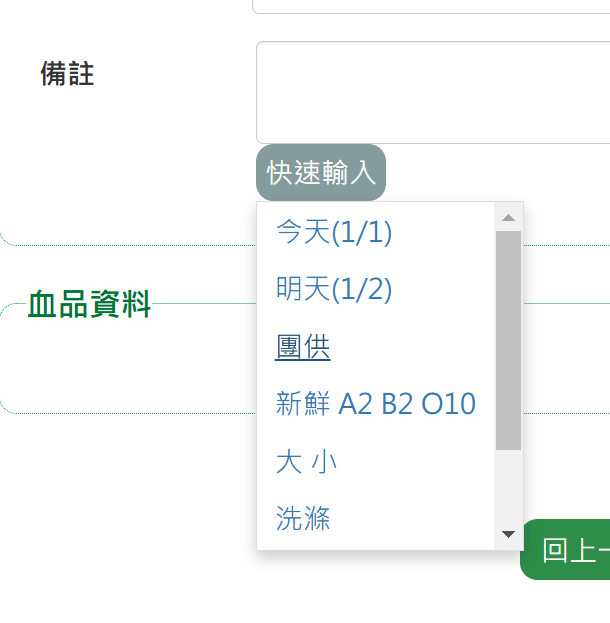 備註
快速輸入
今天(1/1)
明天(1/2)
血品資料
團供
新鮮 A2 B2 O10
大 小
洗滌
回上一